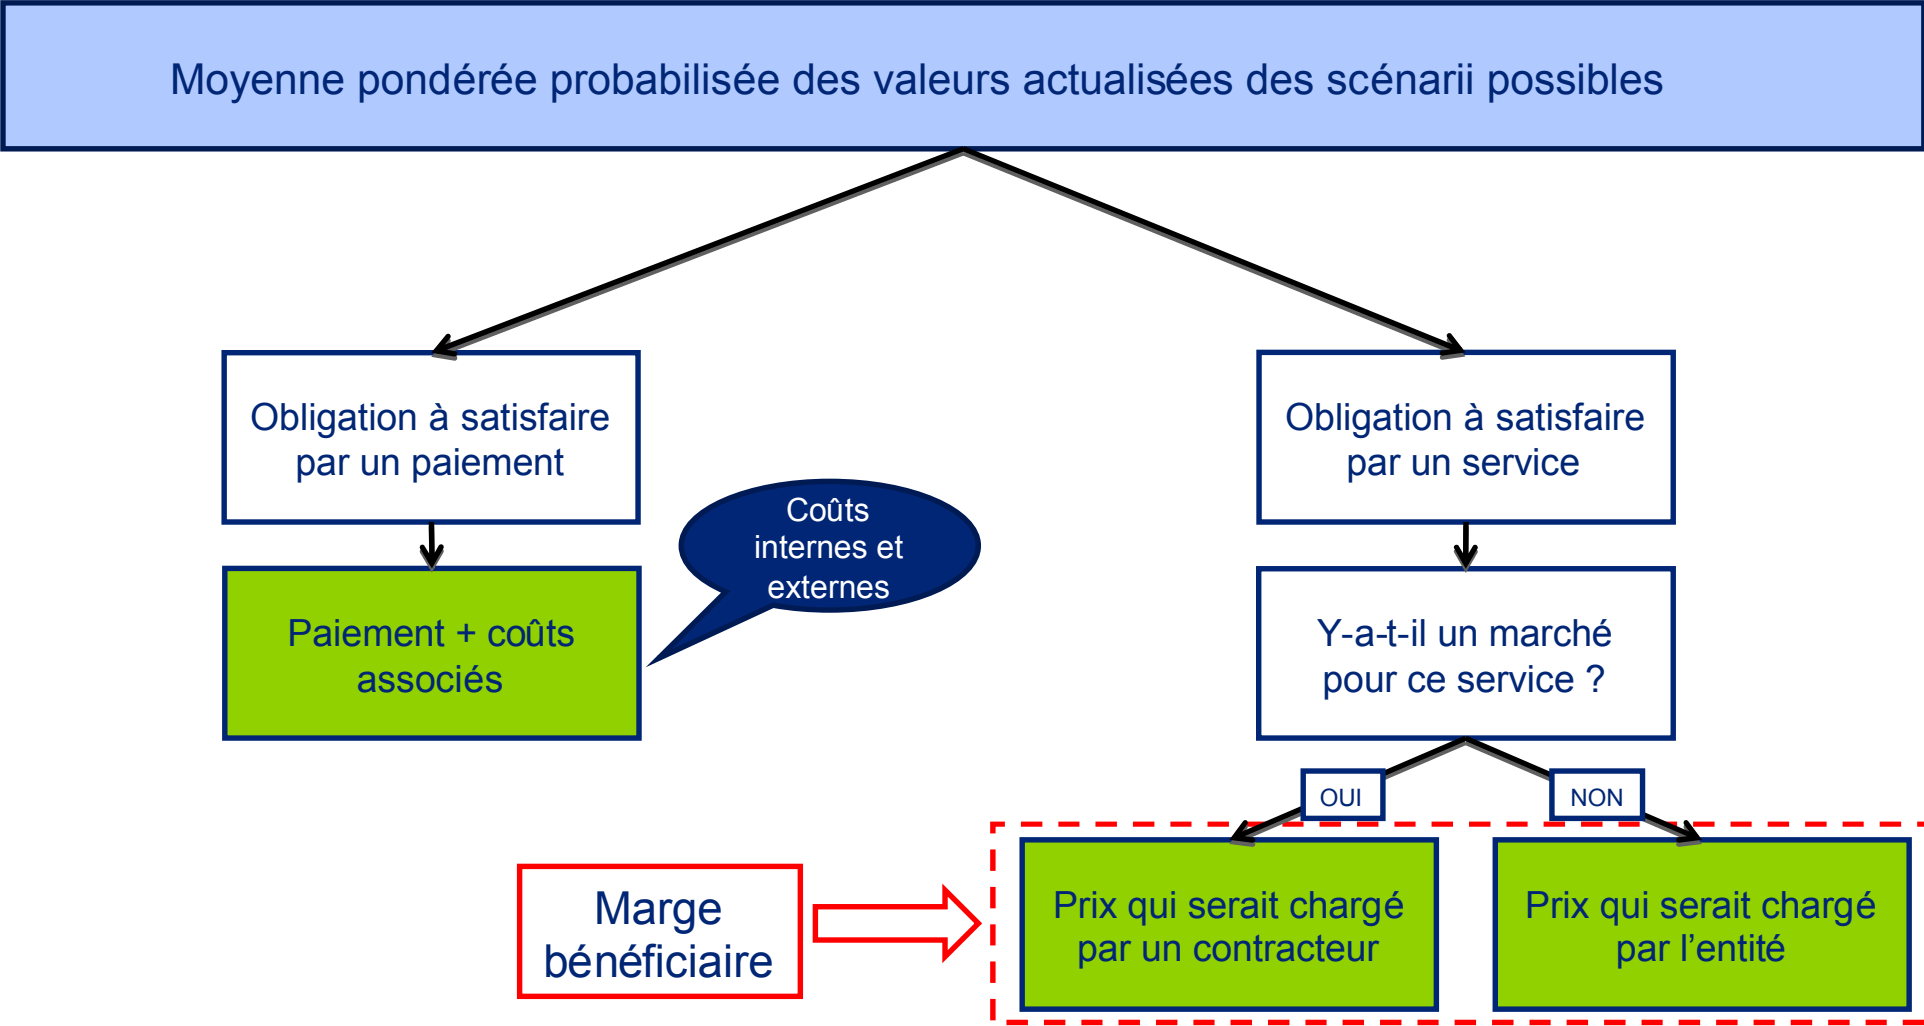 Moyenne pondérée probabilisée des valeurs actualisées des scénarii possibles
Obligation à satisfaire
par un paiement
Obligation à satisfaire
par un service
Coûts
internes et
externes
Paiement + coûts
associés
Y-a-t-il un marché
pour ce service ?
OUI
NON
Marge
bénéficiaire
Prix qui serait chargé
par un contracteur
Prix qui serait chargé
par l’entité